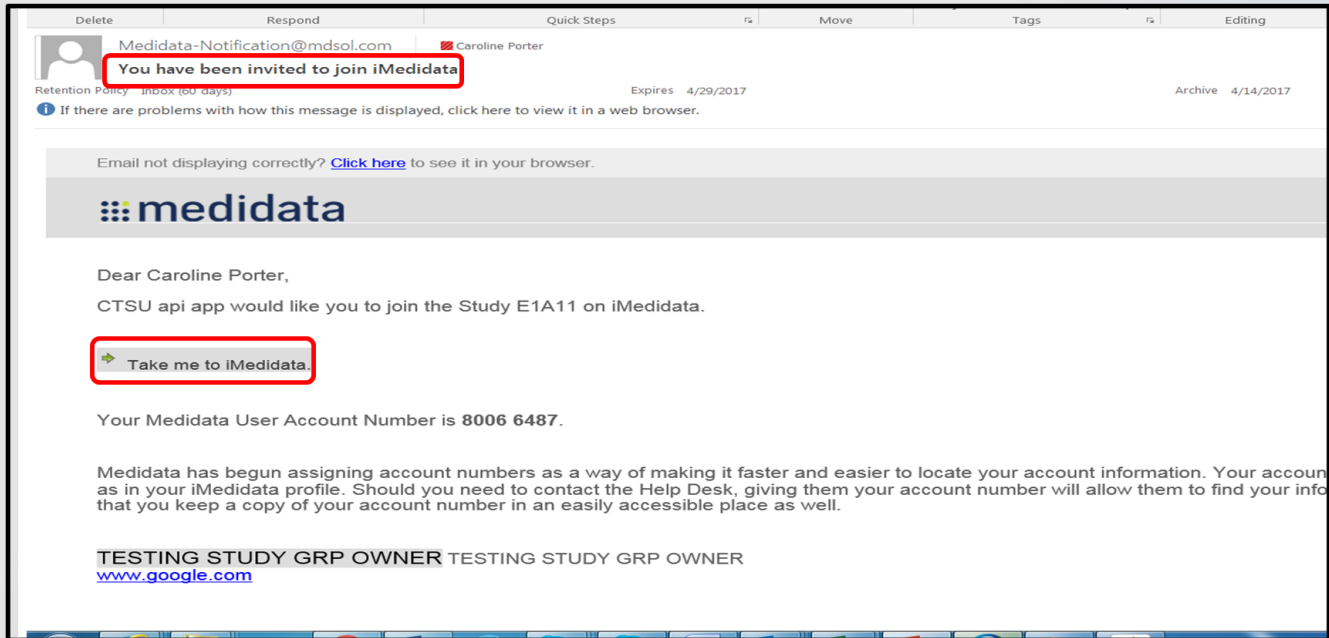 Delete Respond Quick Steps Move Tags Editing
Medidata-Notification@mdsol.com Caroline Porter
You have been invited to join iMedidata
Retention Policy Inbox (60 days) Expires 4/29/2017 Archive 4/14/2017
If there are problems with how this message is displayed, click here to view it in a web browser.
Email not displaying correctly? Click here to see it in your browser.
medidata
Dear Caroline Porter,
CTSU api app would like you to join the Study E1A11 on iMedidata.
Take me to iMedidata.
Your Medidata User Account Number is 8006 6487.
Medidata has begun assigning account numbers as a way of making it faster and easier to locate your account information. Your accoun
as in your iMedidata profile. Should you need to contact the Help Desk, giving them your account number will allow them to find your info
that you keep a copy of your account number in an easily accessible place as well.
TESTING STUDY GRP OWNER TESTING STUDY GRP OWNER
www.google.com